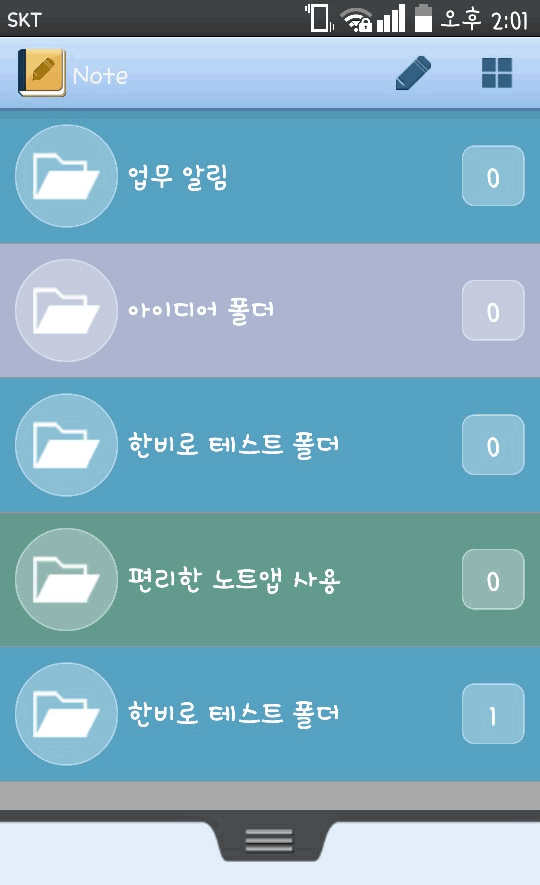 SKT 오후 2:01
Note
업무 알림 0
아이디어 폴더 0
한비로 테스트 폴더 0
편리한 노트앱 사용 0
한비로 테스트 폴더 1